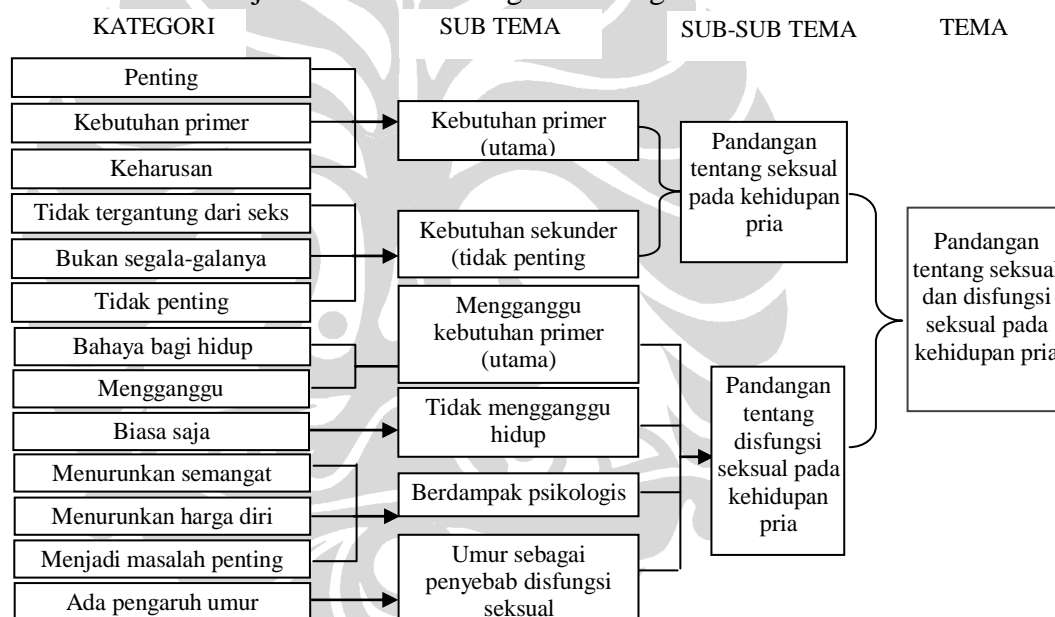 KATEGORI
SUB TEMA
SUB-SUB TEMA
TEMA
Penting
Kebutuhan primer
Keharusan
Tidak tergantung dari seks
Bukan segala-galanya
Tidak penting
Bahaya bagi hidup
Mengganggu
Biasa saja
Menurunkan semangat
Menurunkan harga diri
Menjadi masalah penting
Ada pengaruh umur
Kebutuhan primer
(utama)
Kebutuhan sekunder
(tidak penting
Mengganggu
kebutuhan primer
(utama)
Tidak mengganggu
hidup
Berdampak psikologis
Umur sebagai
penyebab disfungsi
seksual
Pandangan
tentang seksual
pada kehidupan
pria
Pandangan
tentang
disfungsi
seksual pada
kehidupan
pria
Pandangan
tentang seksual
dan disfungsi
seksual pada
kehidupan pria